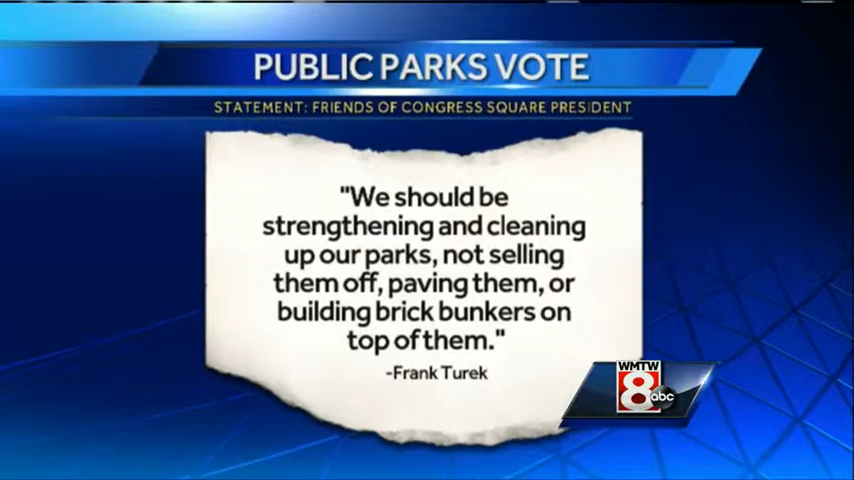 PUBLIC PARKS VOTE
STATEMENT: FRIENDS OF CONGRESS SQUARE PRESIDENT
"We should be
strengthening and cleaning
up our parks, not selling
them off, paving them, or
building brick bunkers on
top of them."
-Frank Turek
WMTW
8 abc